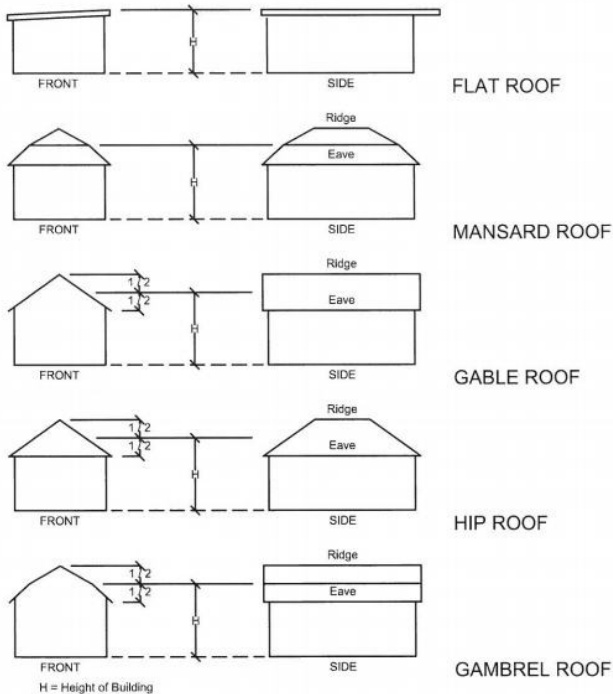 H
FRONT
SIDE
FLAT ROOF
Ridge
Eave
H
FRONT
SIDE
MANSARD ROOF
Ridge
1/2
1/2
Eave
H
FRONT
SIDE
GABLE ROOF
Ridge
1/2
1/2
Eave
H
FRONT
SIDE
HIP ROOF
Ridge
1/2
1/2
Eave
H
FRONT
SIDE
GAMBREL ROOF
H = Height of Building